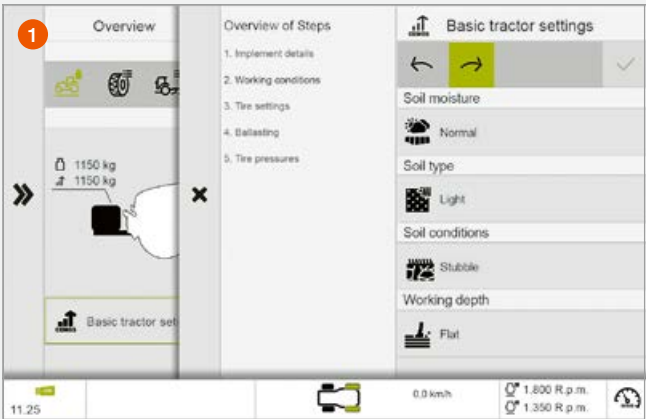 1
Overview
1150 kg
1150 kg
Basic tractor set
Overview of Steps
1. Implement details
2. Working conditions
3. Tire settings
4. Ballasting
5. Tire pressures
Basic tractor settings
Soil moisture
Normal
Soil type
Light
Soil conditions
Stubble
Working depth
Flat
11.25
0,0 km/h
1.800 R.p.m.
1.350 R.p.m.